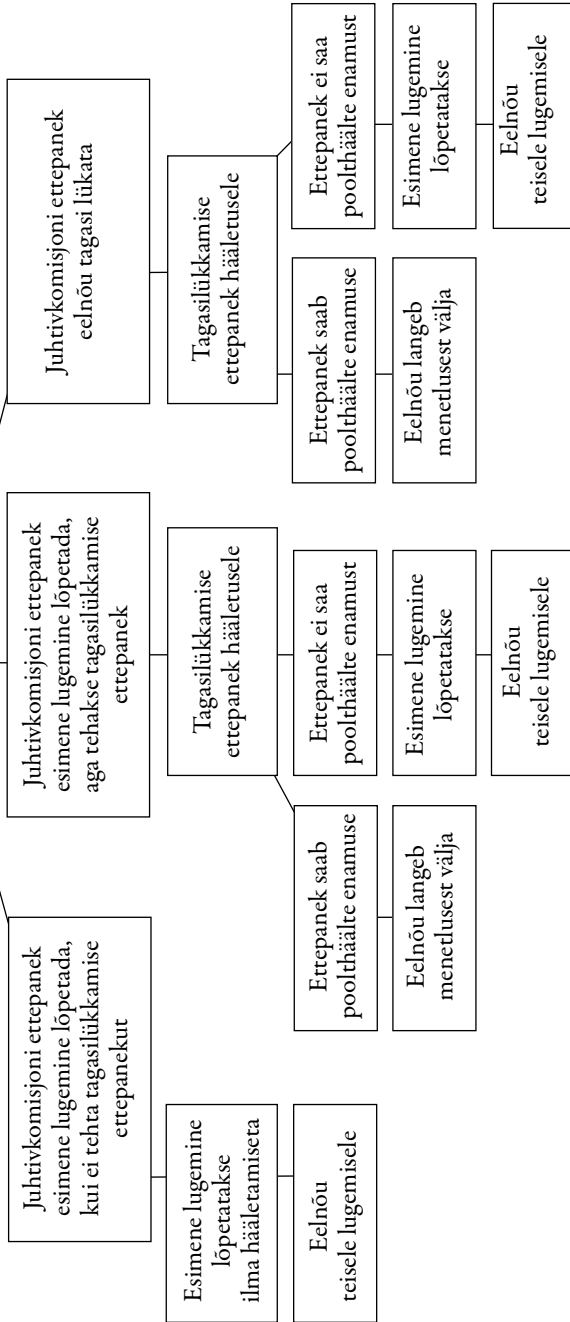 Juhtivkomisjoni ettepanek
esimene lugemine lõpetada,
kui ei tehta tagasilükkamise
ettepanekut
Esimene lugemine
lõpetatakse
ilma hääletamiseta
Eelnõu
teisele lugemisele
Juhtivkomisjoni ettepanek
esimene lugemine lõpetada,
aga tehakse tagasilükkamise
ettepanek
Tagasilükkamise
ettepanek hääletusele
Ettepanek saab
poolthäälte enamuse
Eelnõu langeb
menetlusest välja
Ettepanek ei saa
poolthäälte enamust
Esimene lugemine
lõpetatakse
Eelnõu
teisele lugemisele
Juhtivkomisjoni ettepanek
eelnõu tagasi lükata
Tagasilükkamise
ettepanek hääletusele
Ettepanek saab
poolthäälte enamuse
Eelnõu langeb
menetlusest välja
Ettepanek ei saa
poolthäälte enamust
Esimene lugemine
lõpetatakse
Eelnõu
teisele lugemisele